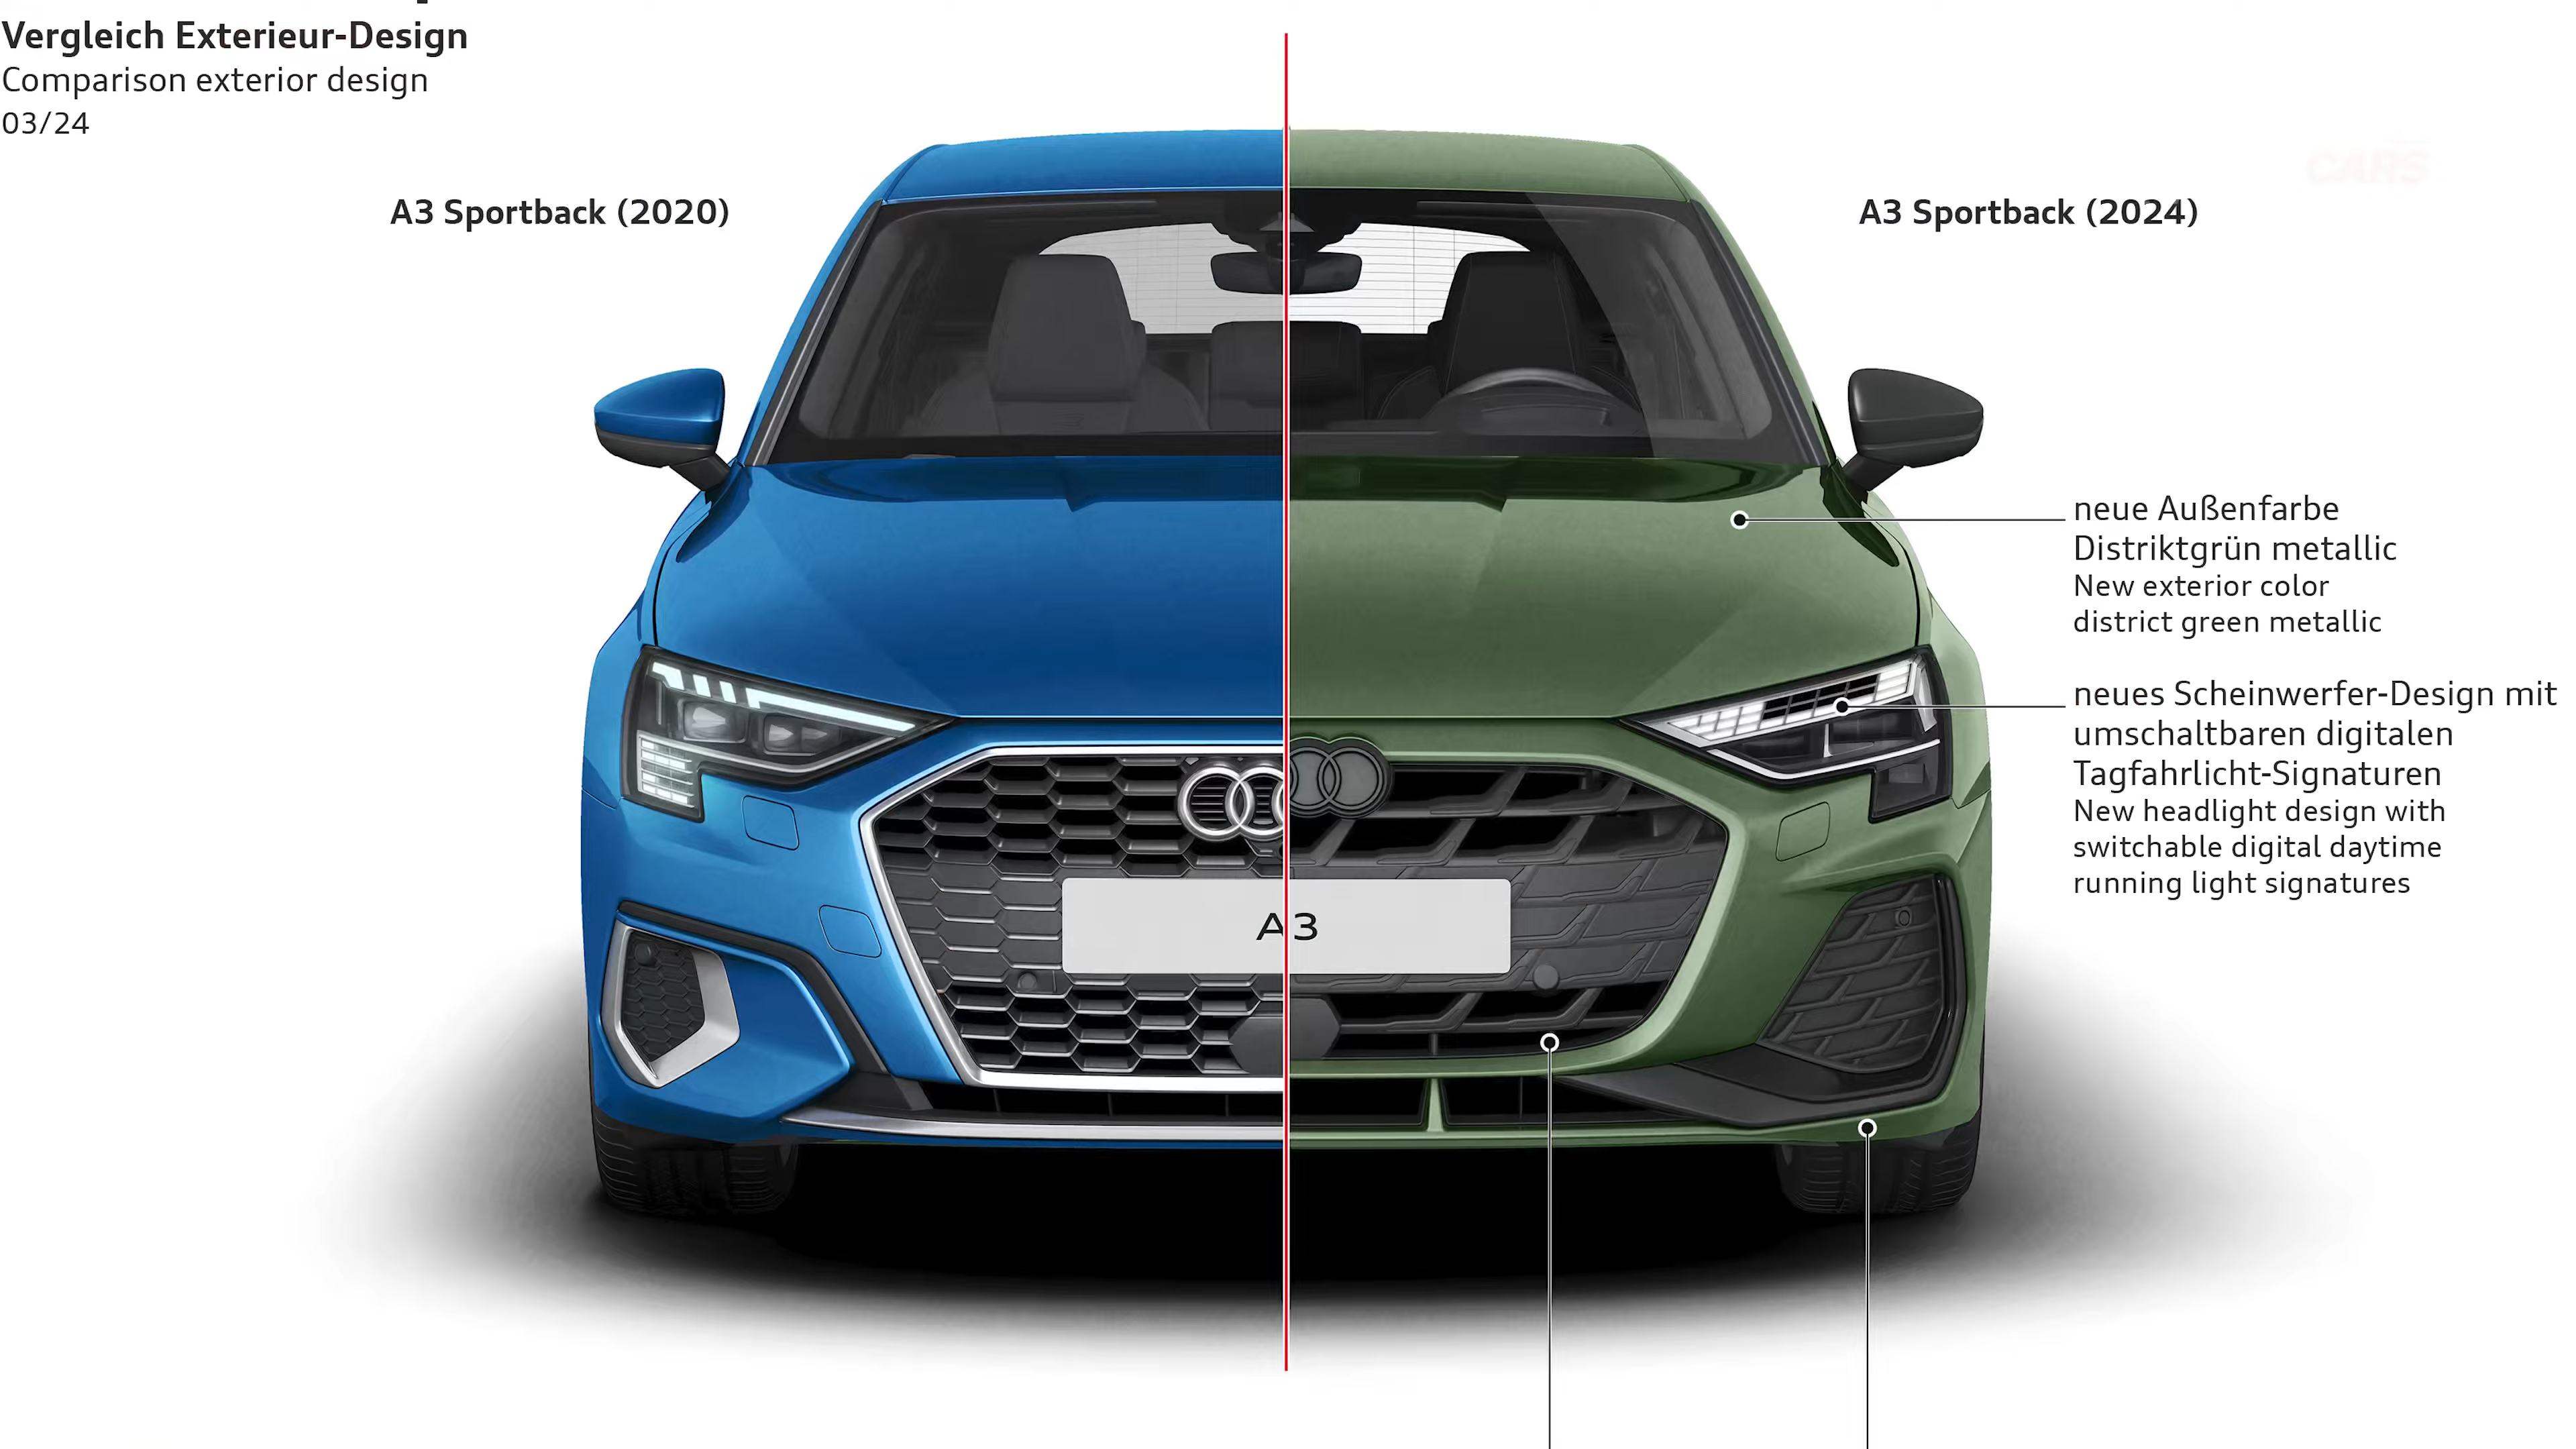 Vergleich Exterieur-Design
Comparison exterior design
03/24
A3 Sportback (2020)
A3 Sportback (2024)
CARS
neue Außenfarbe
Distriktgrün metallic
New exterior color
district green metallic
neues Scheinwerfer-Design mit
umschaltbaren digitalen
Tagfahrlicht-Signaturen
New headlight design with
switchable digital daytime
running light signatures
A3